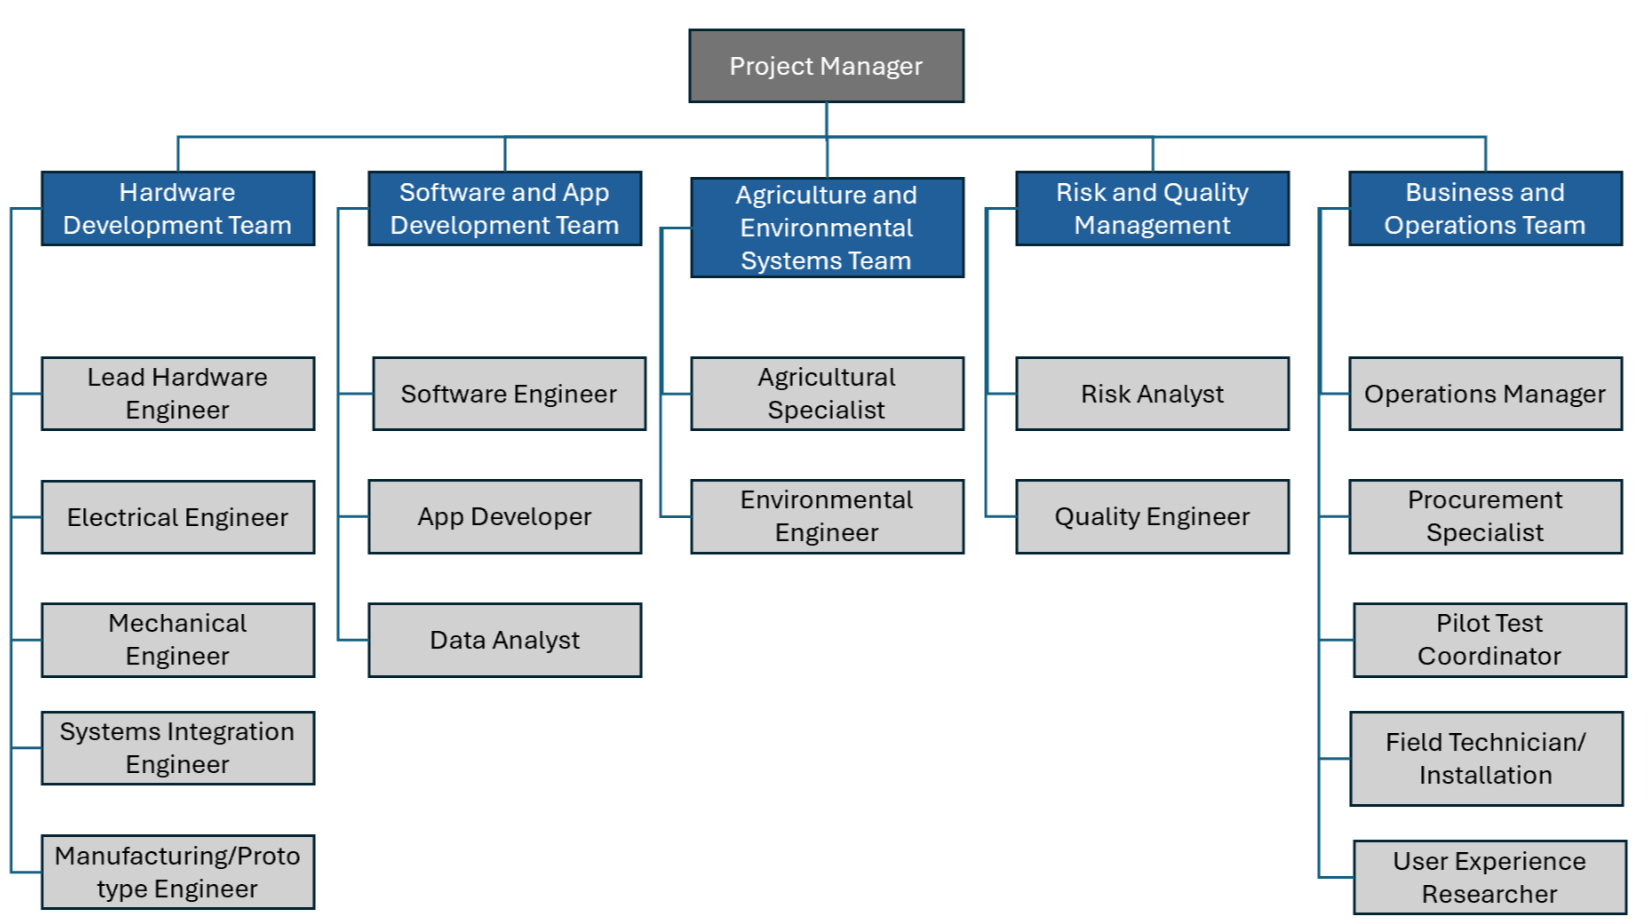 Project Manager
Hardware
Development Team
Software and App
Development Team
Agriculture and
Environmental
Systems Team
Risk and Quality
Management
Business and
Operations Team
Lead Hardware
Engineer
Software Engineer
Agricultural
Specialist
Risk Analyst
Operations Manager
Electrical Engineer
App Developer
Environmental
Engineer
Quality Engineer
Procurement
Specialist
Mechanical
Engineer
Data Analyst
Pilot Test
Coordinator
Systems Integration
Engineer
Field Technician/
Installation
Manufacturing/Proto
type Engineer
User Experience
Researcher